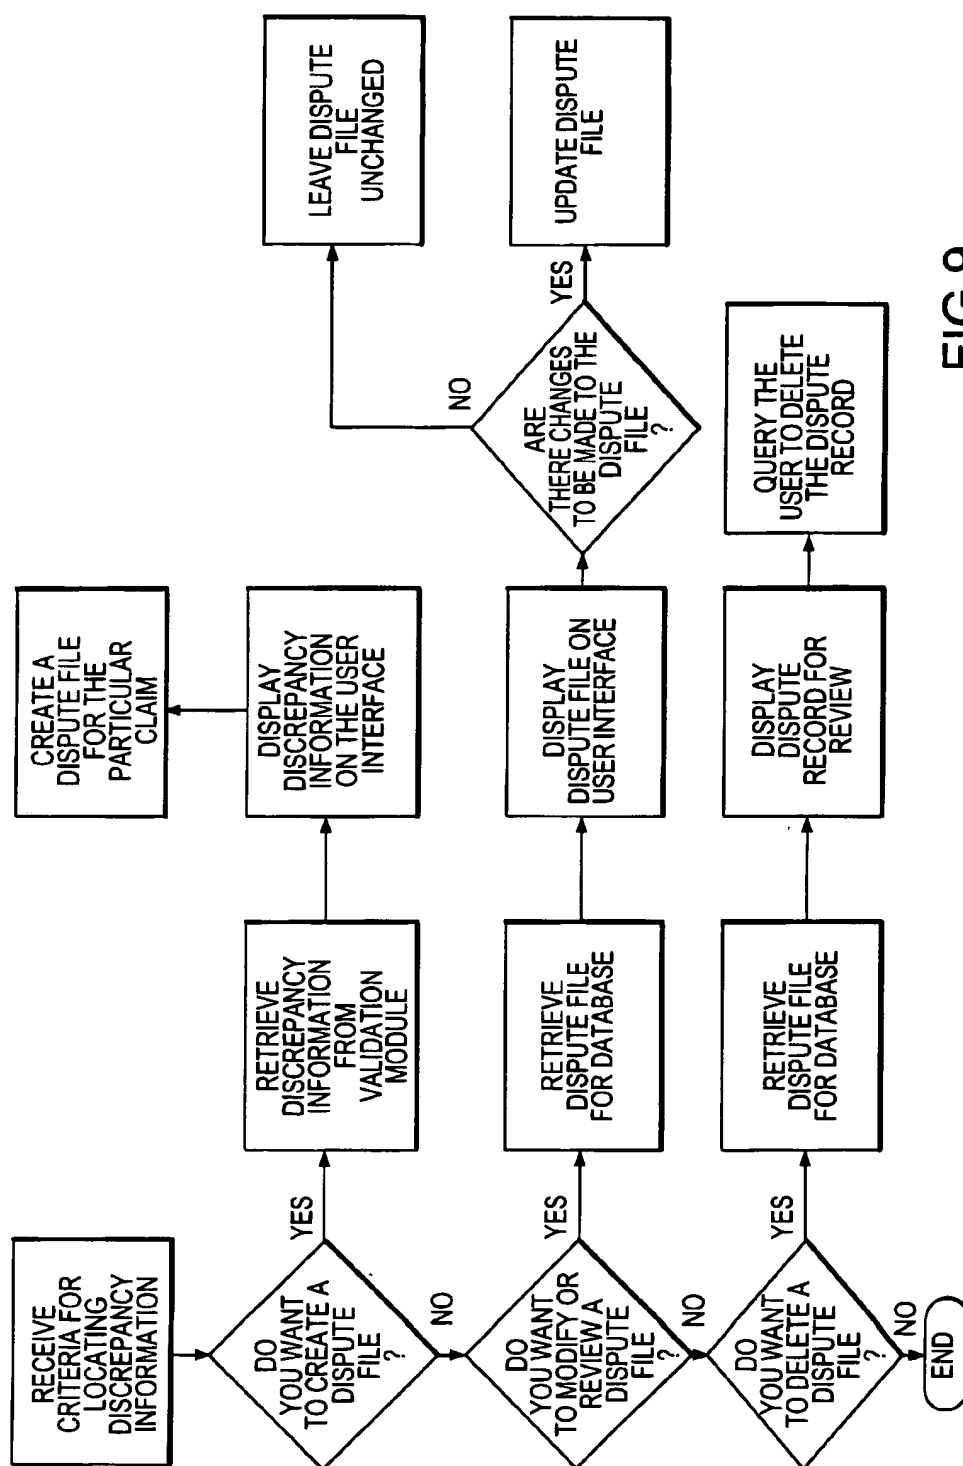 RECEIVE
CRITERIA FOR
LOCATING
DISCREPANCY
INFORMATION
DO
YOU WANT
TO CREATE A
DISPUTE
FILE
?
YES
RETRIEVE
DISCREPANCY
INFORMATION
FROM
VALIDATION
MODULE
DISPLAY
DISCREPANCY
INFORMATION
ON THE USER
INTERFACE
CREATE A
DISPUTE FILE
FOR THE
PARTICULAR
CLAIM
NO
DO
YOU WANT
TO MODIFY OR
REVIEW A
DISPUTE
FILE
?
YES
RETRIEVE
DISPUTE FILE
FOR DATABASE
DISPLAY
DISPUTE FILE ON
USER INTERFACE
ARE
THERE CHANGES
TO BE MADE TO THE
DISPUTE
FILE
?
NO
LEAVE DISPUTE
FILE
UNCHANGED
YES
UPDATE DISPUTE
FILE
NO
DO
YOU WANT
TO DELETE A
DISPUTE
FILE
?
YES
RETRIEVE
DISPUTE FILE
FOR DATABASE
DISPLAY
DISPUTE
RECORD FOR
REVIEW
QUERY THE
USER TO DELETE
THE DISPUTE
RECORD
NO
END